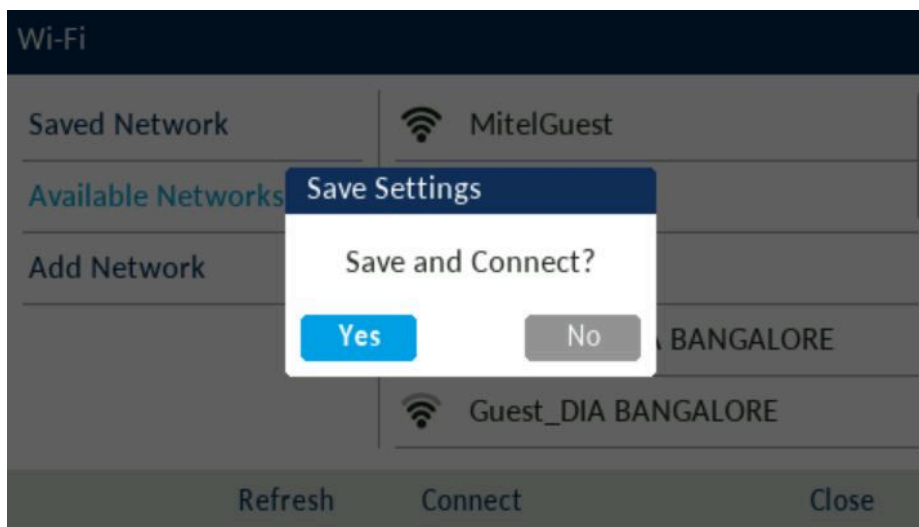 Wi-Fi
Saved Network
MitelGuest
Available Networks
Add Network
Save Settings
Save and Connect?
Yes
No
BANGALORE
Guest_DIA BANGALORE
Refresh
Connect
Close